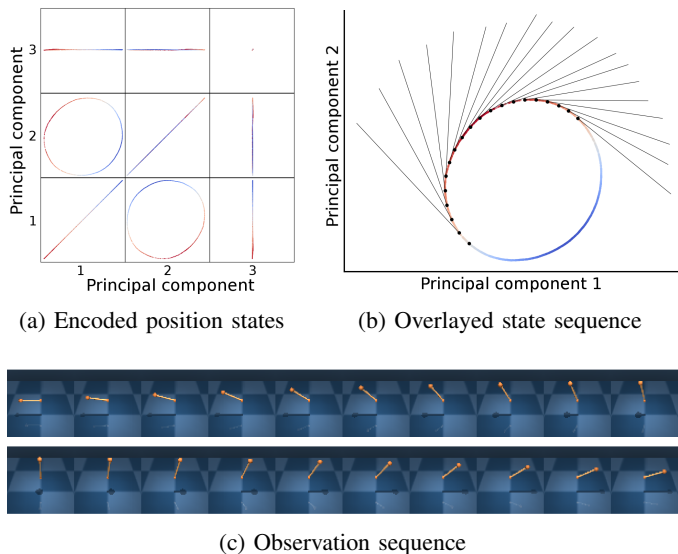 Principal component
3
2
1
1 2 3
Principal component
(a) Encoded position states
Principal component 2
Principal component 1
(b) Overlayed state sequence
(c) Observation sequence